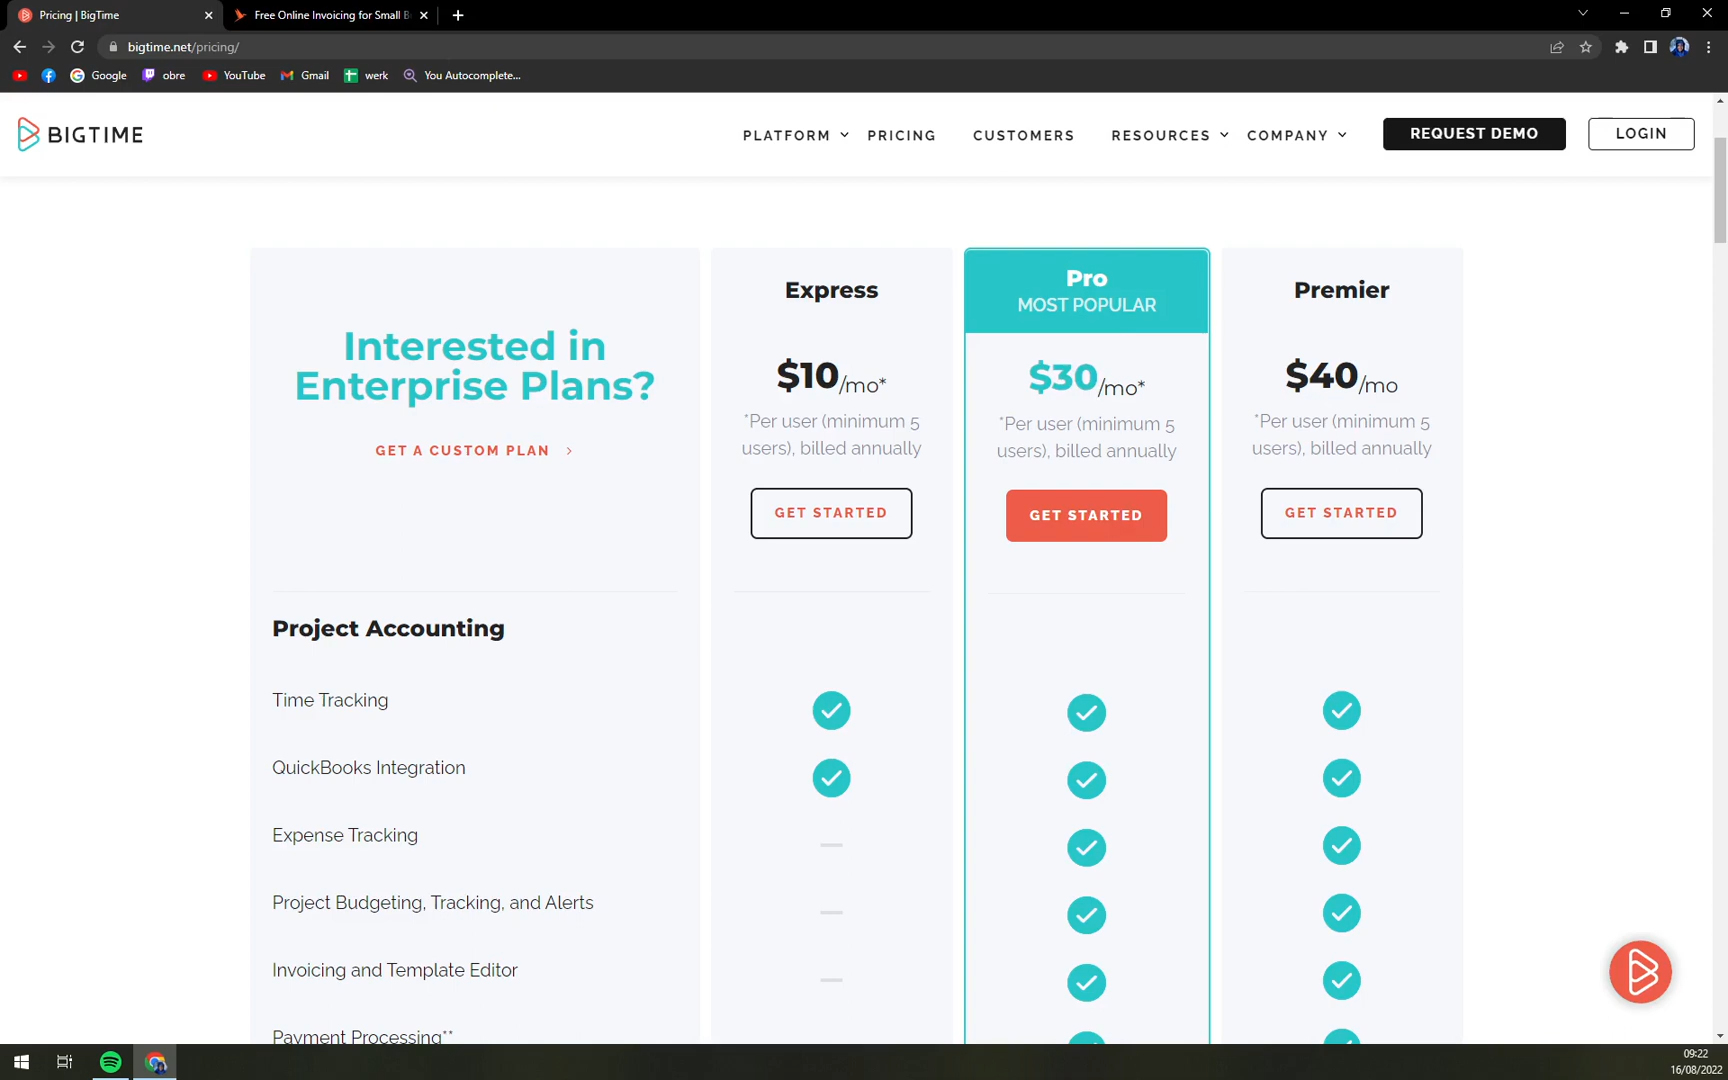 Pricing | BigTime
Free Online Invoicing for Small B
bigtime.net/pricing/
Google
obre
YouTube
Gmail
werk
You Autocomplete...
BIGTIME
PLATFORM
PRICING
CUSTOMERS
RESOURCES
COMPANY
REQUEST DEMO
LOGIN
Interested in
Enterprise Plans?
GET A CUSTOM PLAN
Express
$10/mo*
*Per user (minimum 5
users), billed annually
GET STARTED
Pro
MOST POPULAR
$30/mo*
*Per user (minimum 5
users), billed annually
GET STARTED
Premier
$40/mo
*Per user (minimum 5
users), billed annually
GET STARTED
Project Accounting
Time Tracking
QuickBooks Integration
Expense Tracking
Project Budgeting, Tracking, and Alerts
Invoicing and Template Editor
Payment Processing**
09:22
16/08/2022